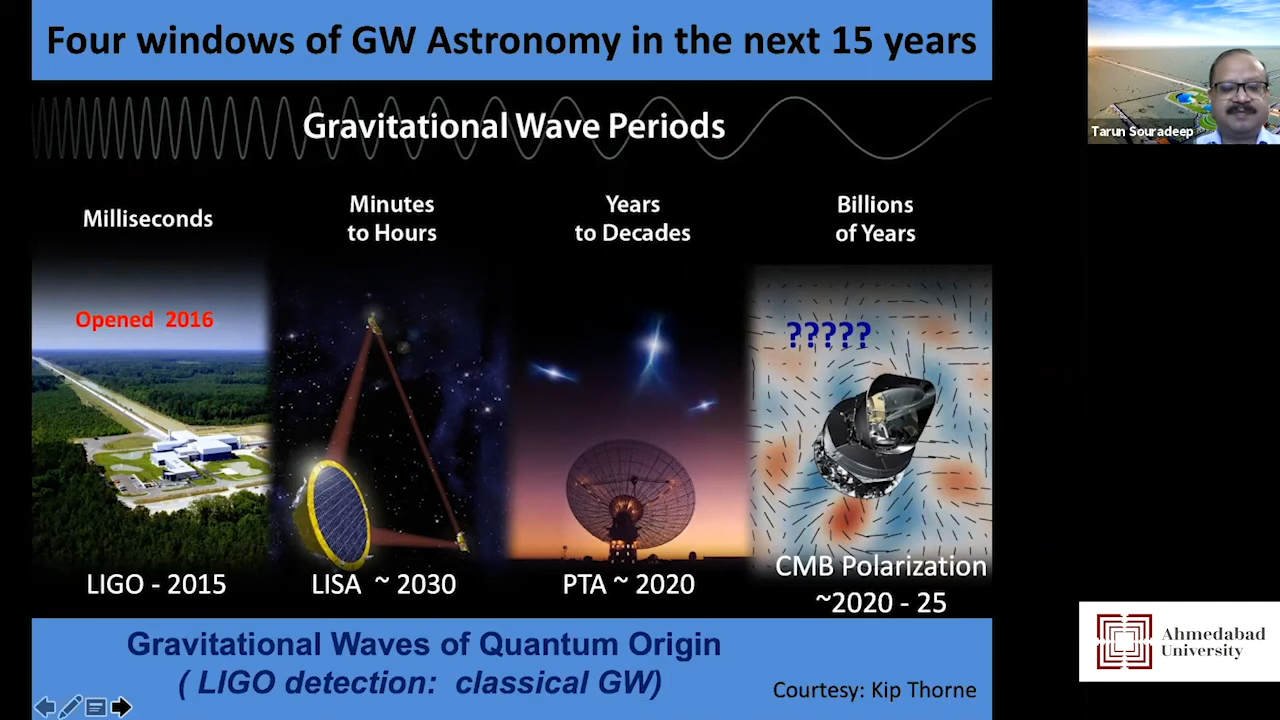 Four windows of GW Astronomy in the next 15 years
Gravitational Wave Periods
Milliseconds
Minutes
to Hours
Years
to Decades
Billions
of Years
Opened 2016
?????
LIGO - 2015
LISA ~ 2030
PTA ~ 2020
CMB Polarization
~2020 - 25
Gravitational Waves of Quantum Origin
( LIGO detection: classical GW)
Courtesy: Kip Thorne
Tarun Souradeep
Ahmedabad
University